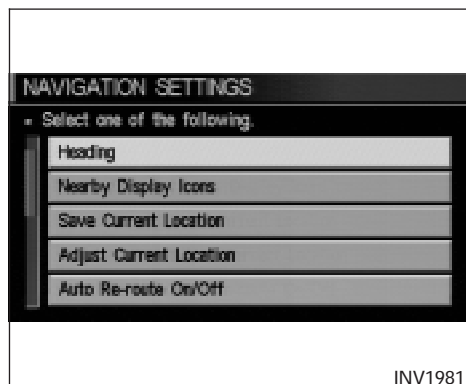 NAVIGATION SETTINGS
Select one of the following.
Heading
Nearby Display Icons
Save Current Location
Adjust Current Location
Auto Re-route On/Off
INV1981